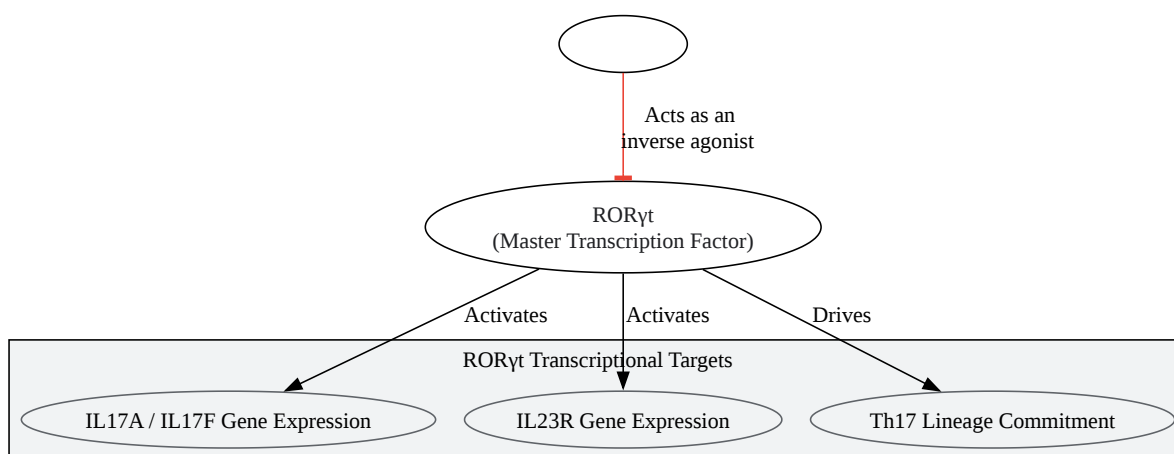 Acts as an
inverse agonist
RORγt
(Master Transcription Factor)
Activates
Activates
Drives
RORγt Transcriptional Targets
IL17A / IL17F Gene Expression
IL23R Gene Expression
Th17 Lineage Commitment